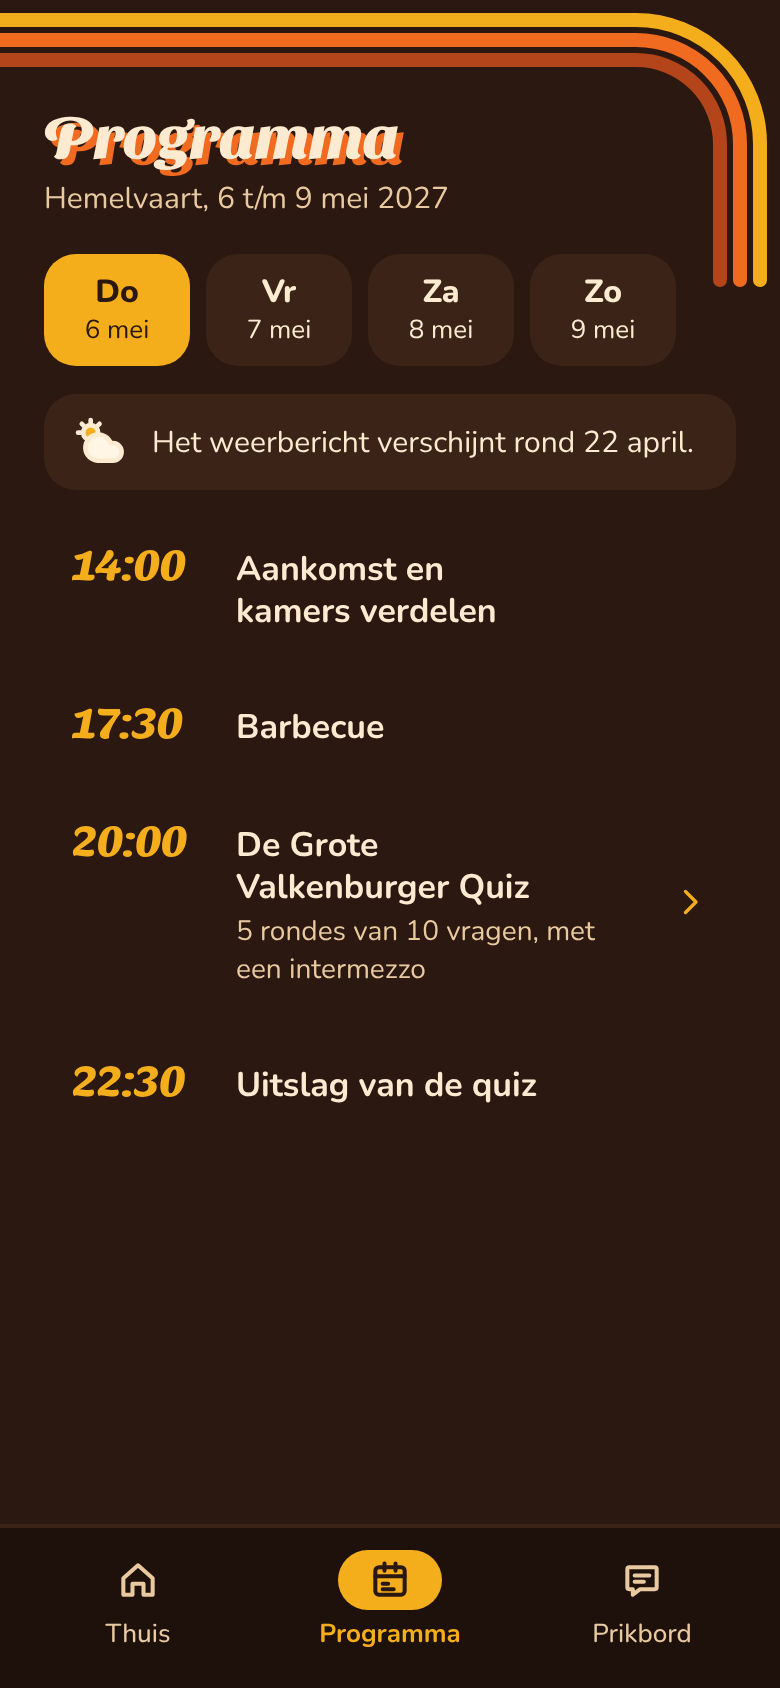 Programma
Hemelvaart, 6 t/m 9 mei 2027
Do
6 mei
Vr
7 mei
Za
8 mei
Zo
9 mei
Het weerbericht verschijnt rond 22 april.
14:00
Aankomst en
kamers verdelen
17:30
Barbecue
20:00
De Grote
Valkenburger Quiz
5 rondes van 10 vragen, met
een intermezzo
22:30
Uitslag van de quiz
Thuis
Programma
Prikbord